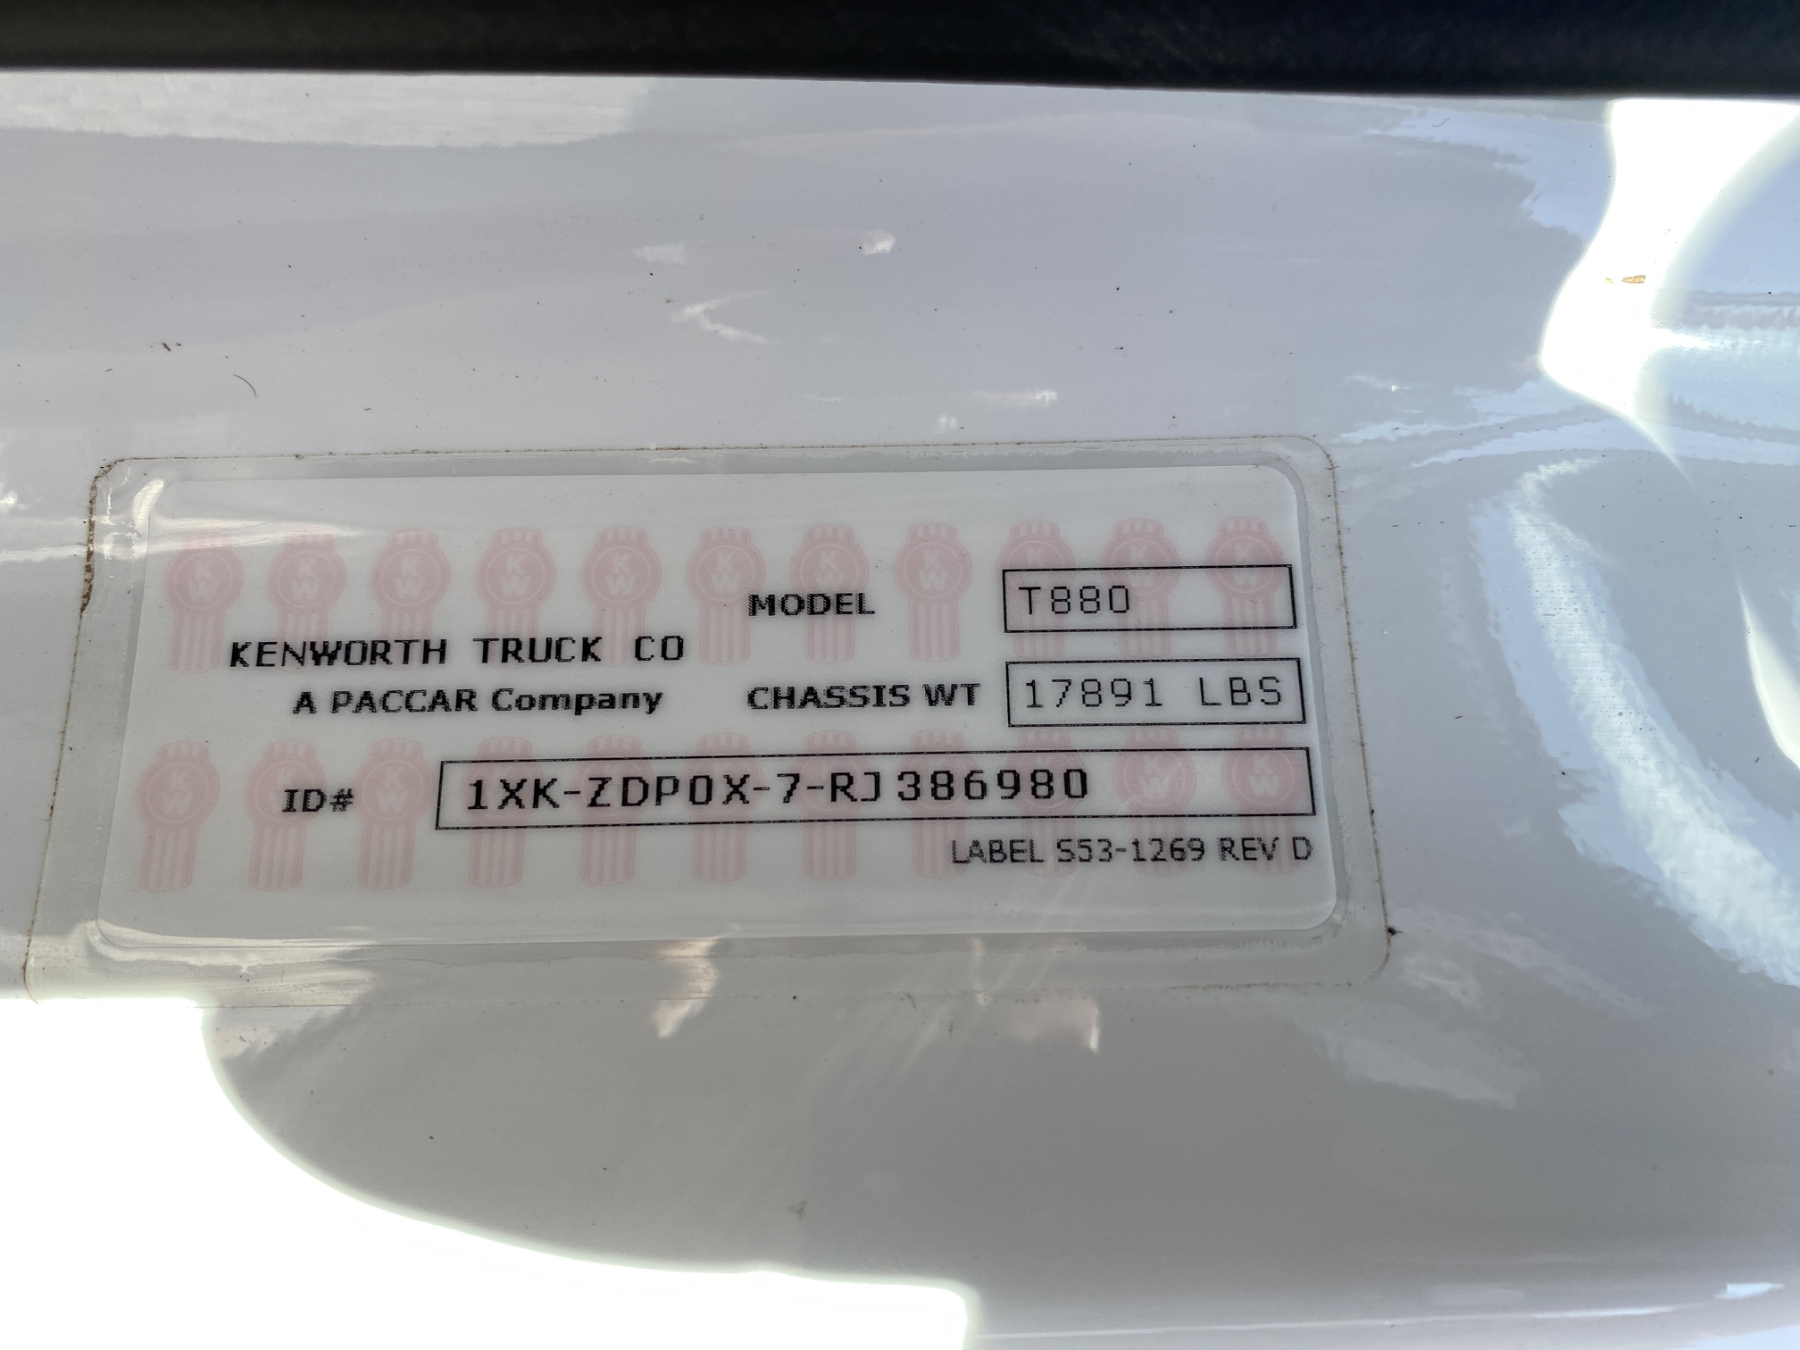 MODEL T880
KENWORTH TRUCK CO
A PACCAR Company
CHASSIS WT 17891 LBS
ID# 1XK-ZDP0X-7-RJ386980
LABEL S53-1269 REV D